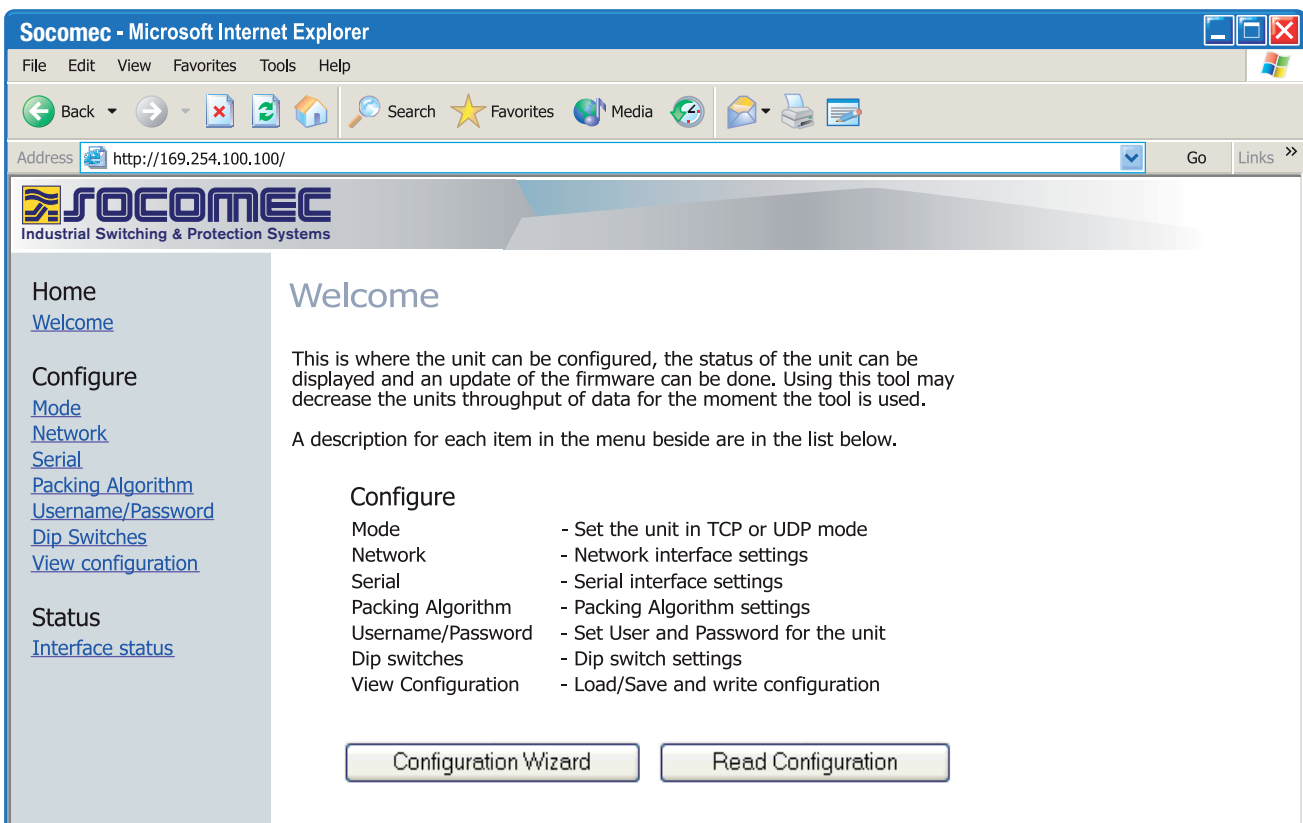 Socomec - Microsoft Internet Explorer
File Edit View Favorites Tools Help
Back Search Favorites Media
Address http://169.254.100.100/ Go Links »
SOCOMEC
Industrial Switching & Protection Systems
Home
Welcome
Configure
Mode
Network
Serial
Packing Algorithm
Username/Password
Dip Switches
View configuration
Status
Interface status
Welcome
This is where the unit can be configured, the status of the unit can be
displayed and an update of the firmware can be done. Using this tool may
decrease the units throughput of data for the moment the tool is used.
A description for each item in the menu beside are in the list below.
Configure
Mode - Set the unit in TCP or UDP mode
Network - Network interface settings
Serial - Serial interface settings
Packing Algorithm - Packing Algorithm settings
Username/Password - Set User and Password for the unit
Dip switches - Dip switch settings
View Configuration - Load/Save and write configuration
Configuration Wizard Read Configuration